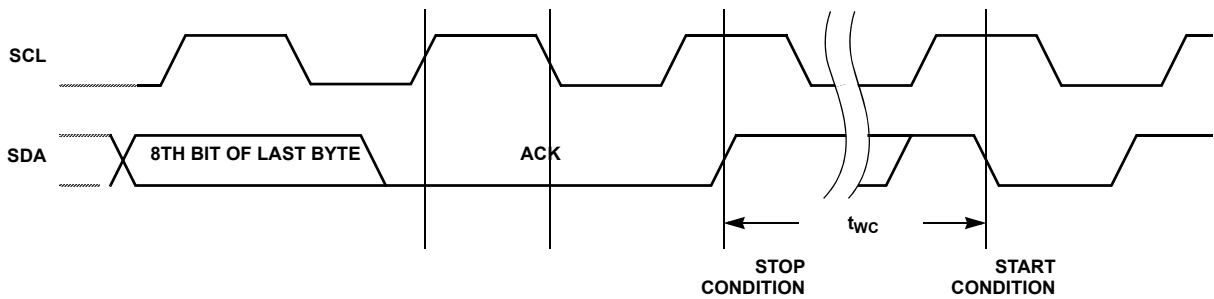 SCL
SDA
8TH BIT OF LAST BYTE
ACK
tWC
STOP
CONDITION
START
CONDITION